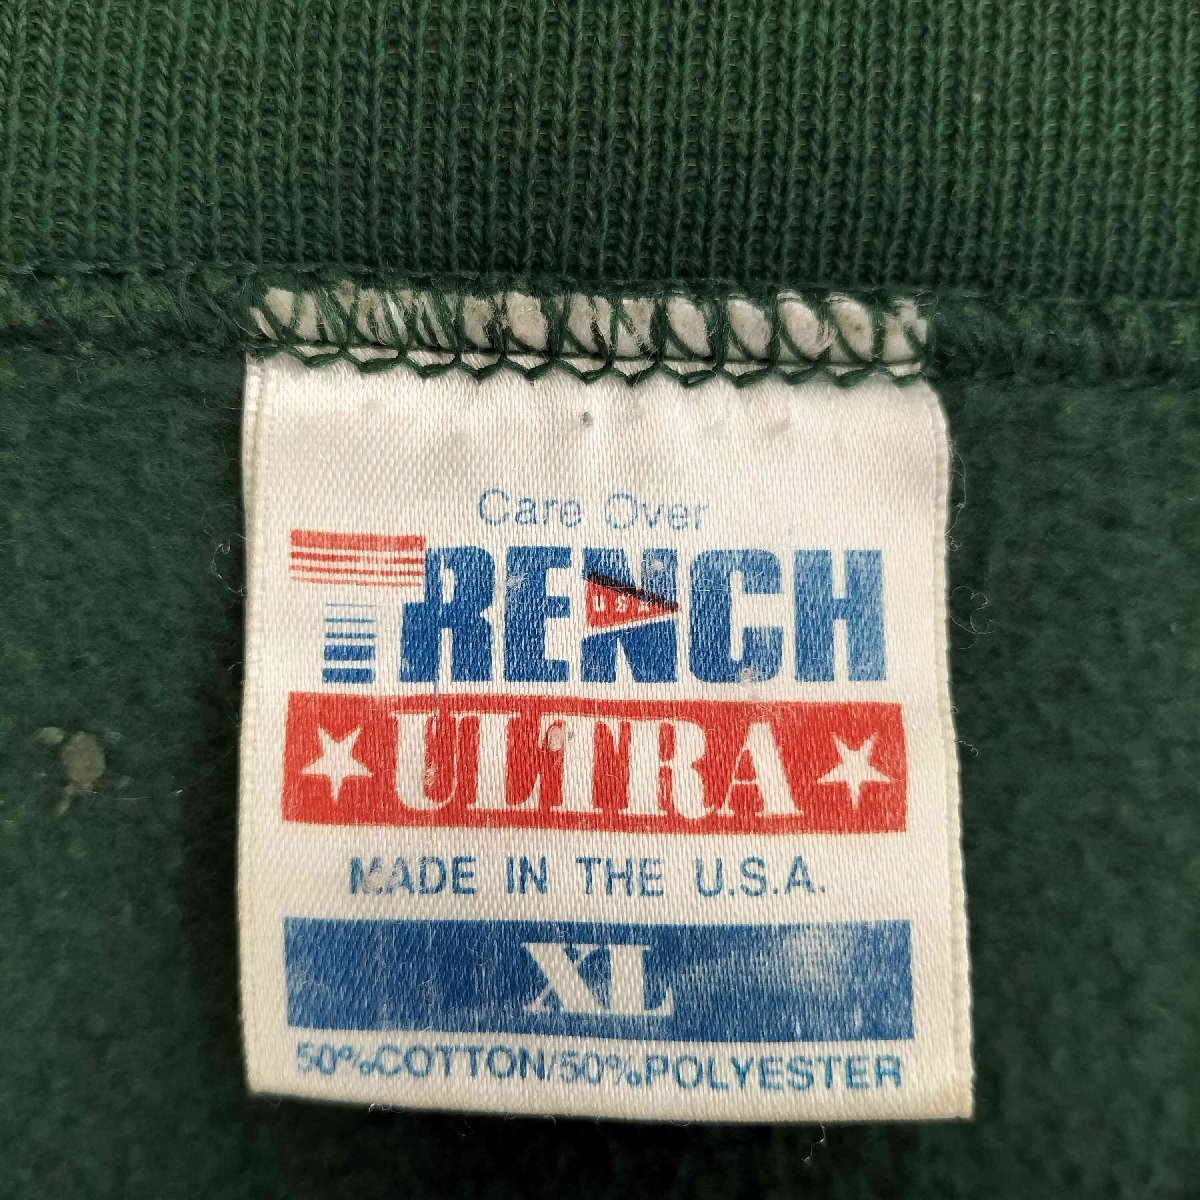 Care Over
TRENCH
USA
ULTRA
MADE IN THE U.S.A.
XL
50%COTTON/50%POLYESTER